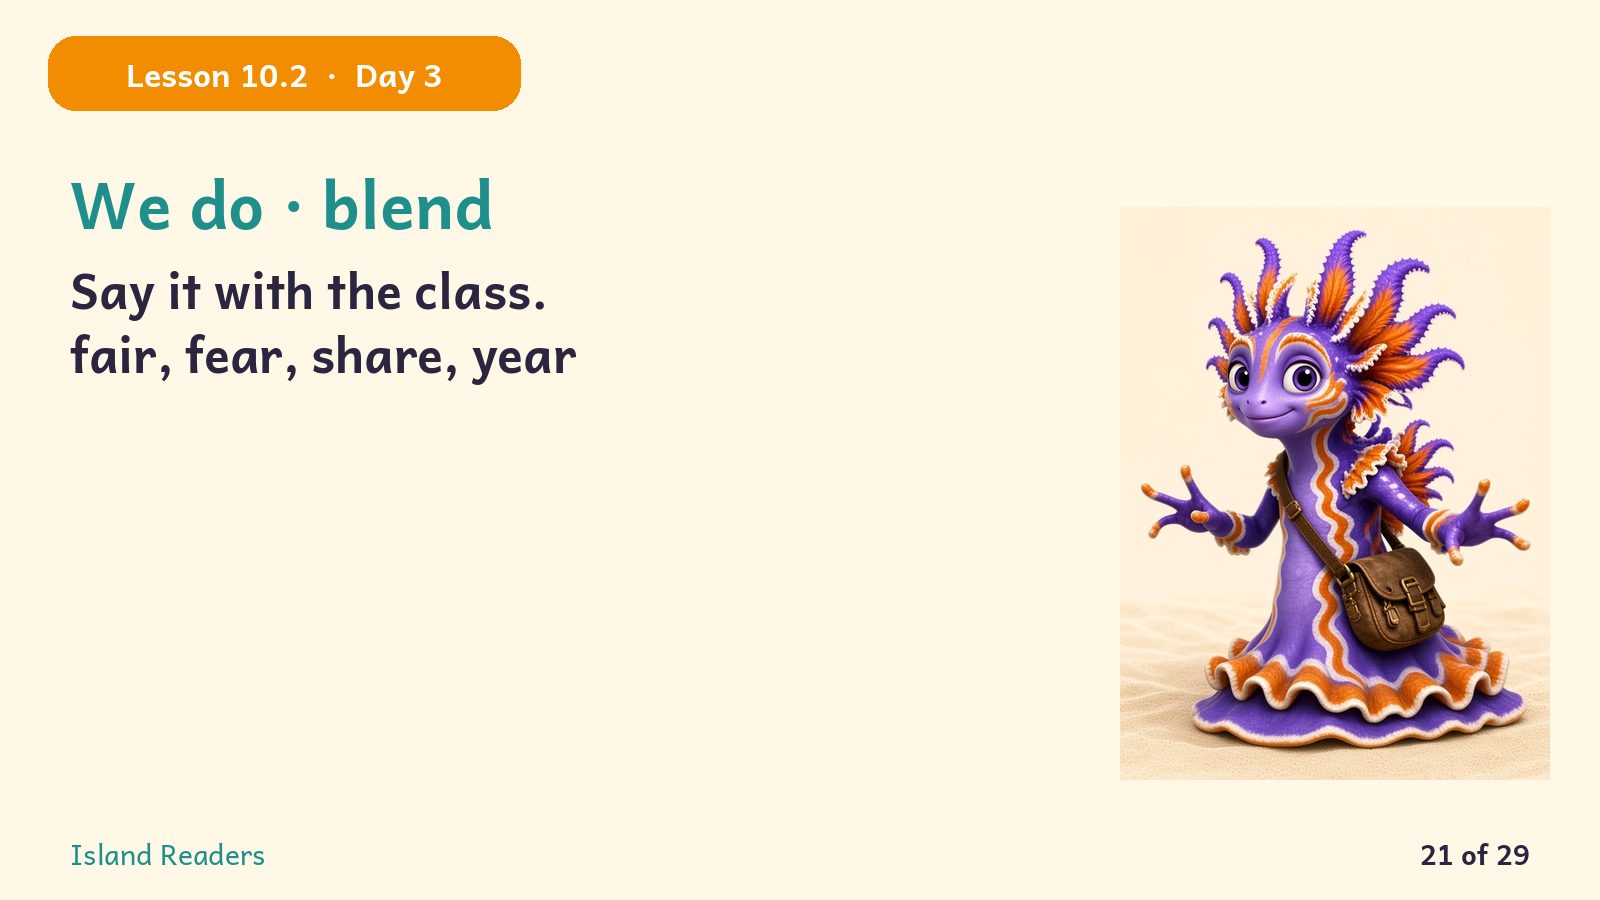 Lesson 10.2 · Day 3
We do · blend
Say it with the class.
fair, fear, share, year
Island Readers
21 of 29